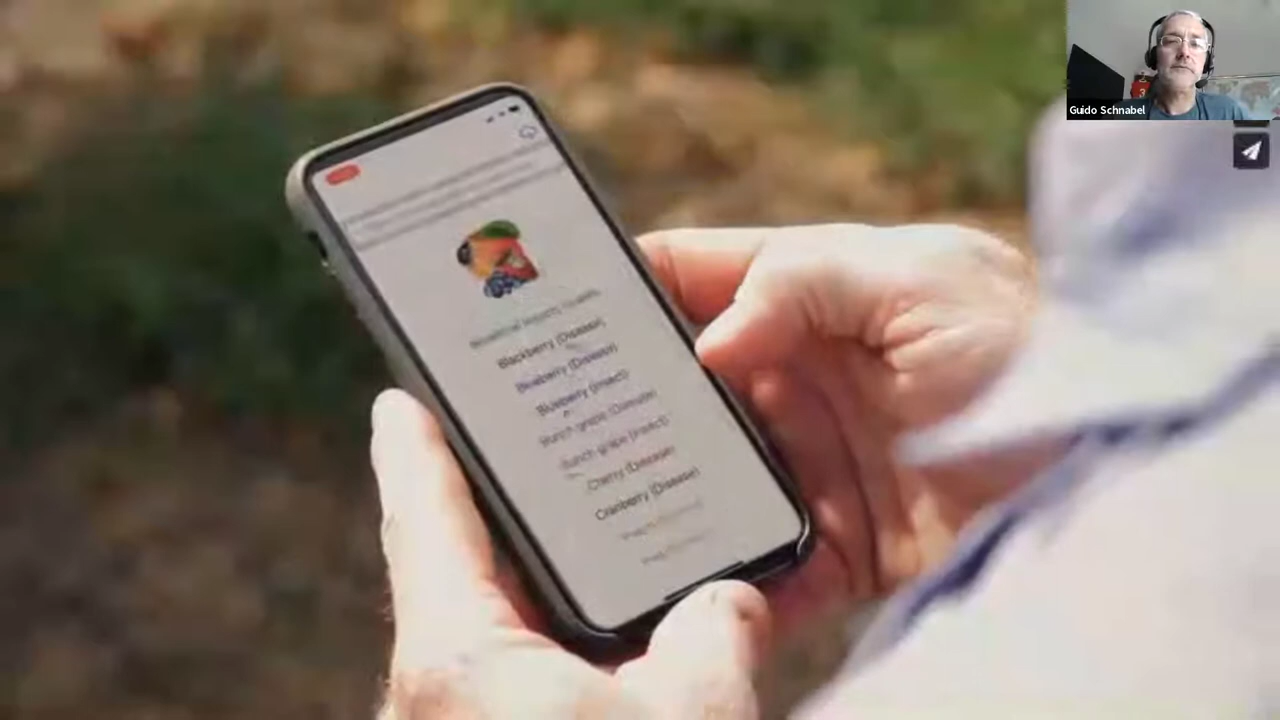 Guido Schnabel
Blackberry (Disease)
Blueberry (Disease)
Blueberry (Insect)
Bunch grape (Disease)
Bunch grape (Insect)
Cherry (Disease)
Cranberry (Disease)